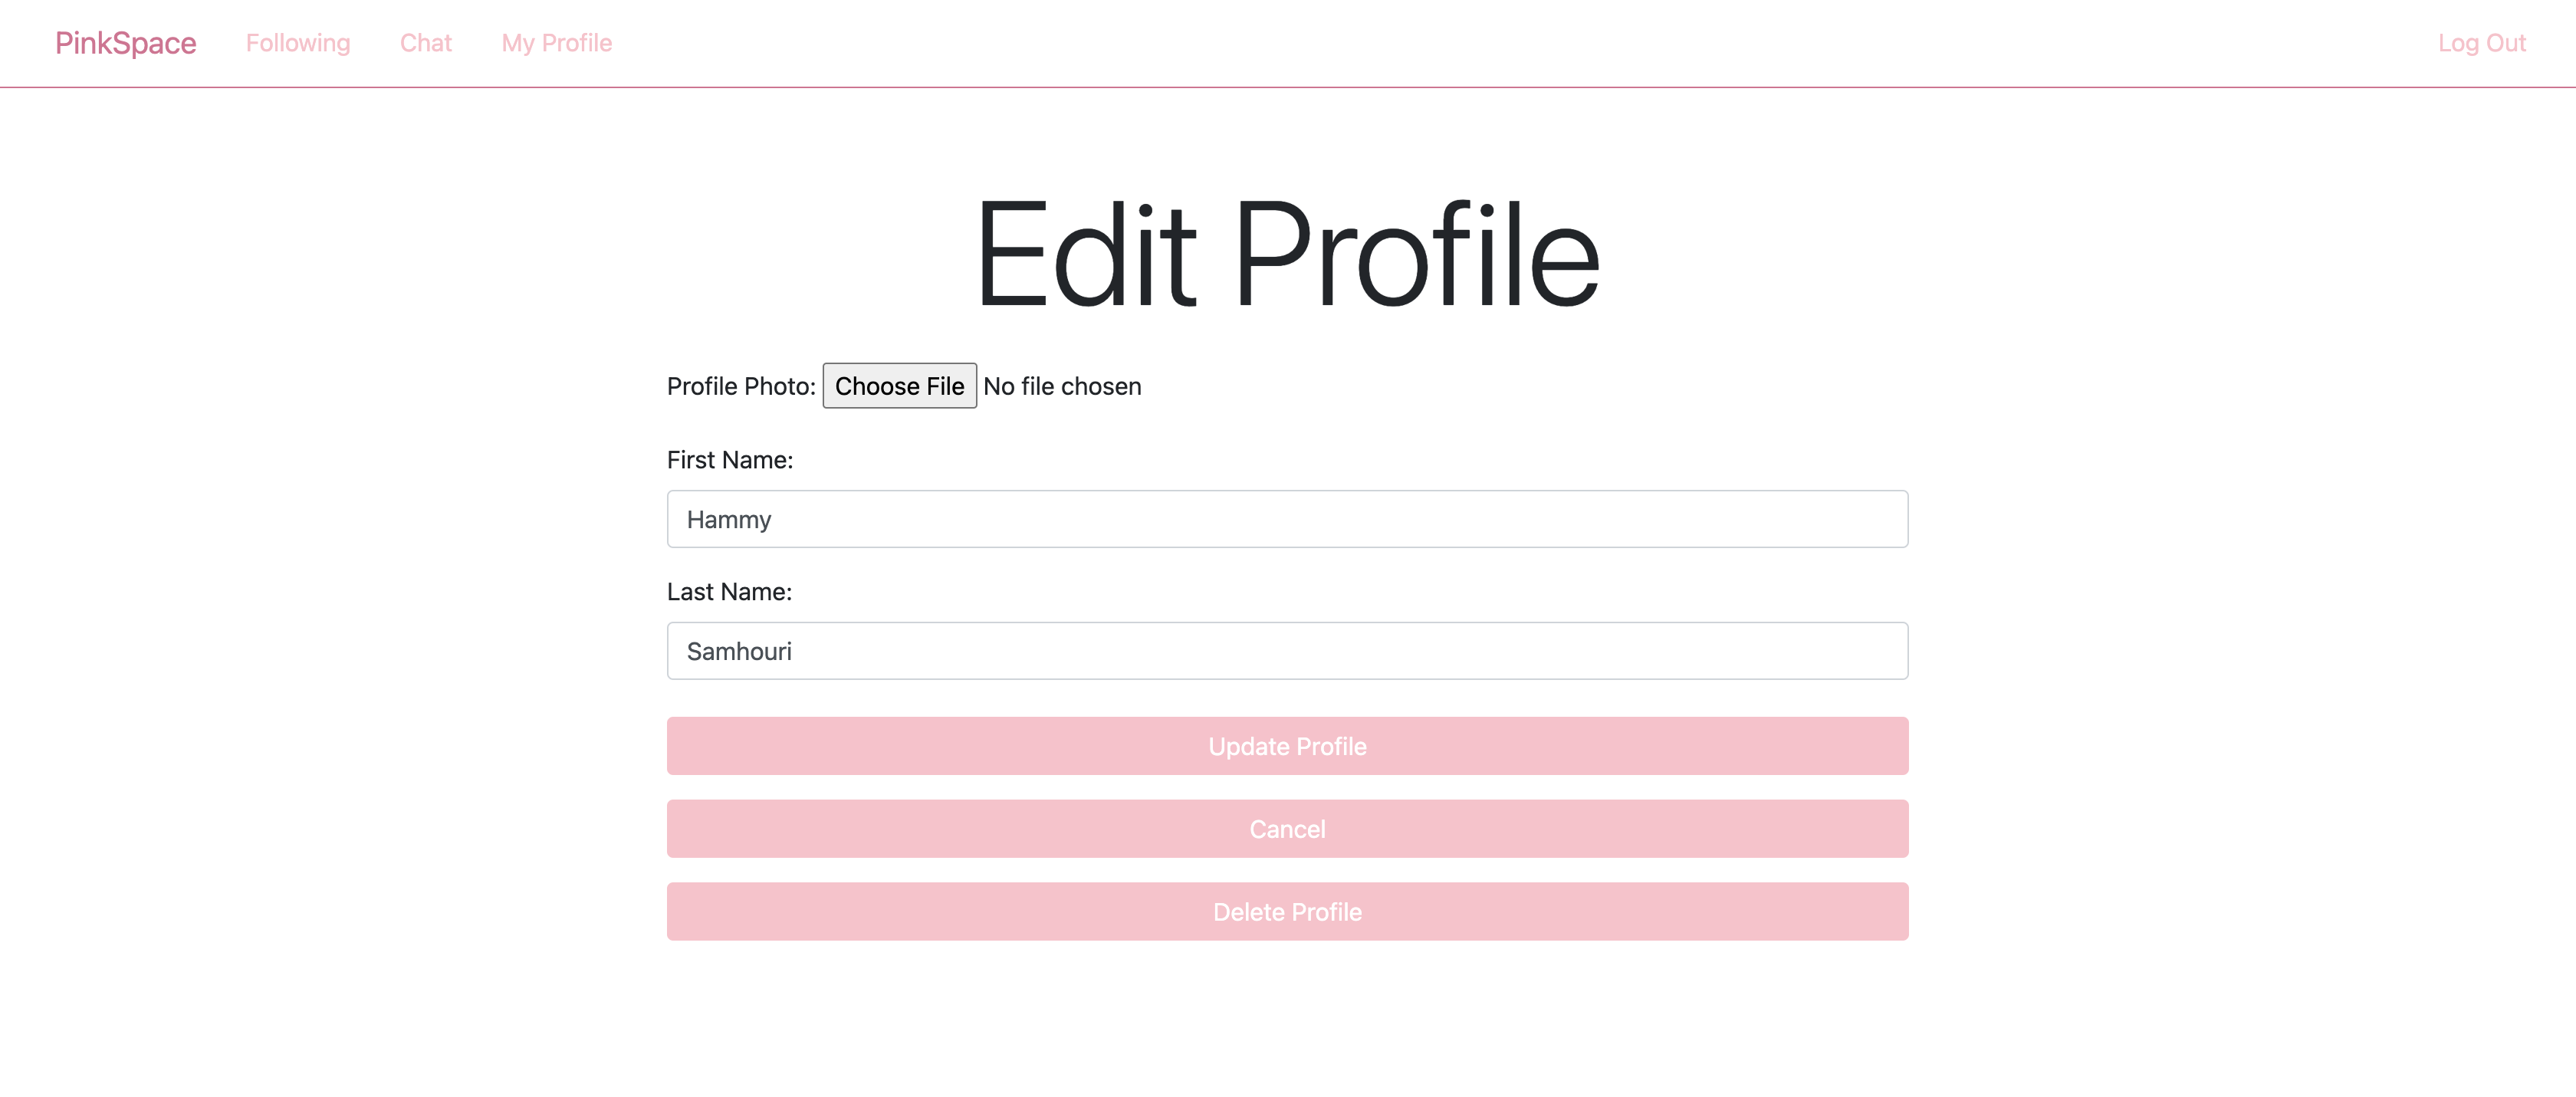 PinkSpace Following Chat My Profile Log Out
Edit Profile
Profile Photo: Choose File No file chosen
First Name:
Hammy
Last Name:
Samhouri
Update Profile
Cancel
Delete Profile